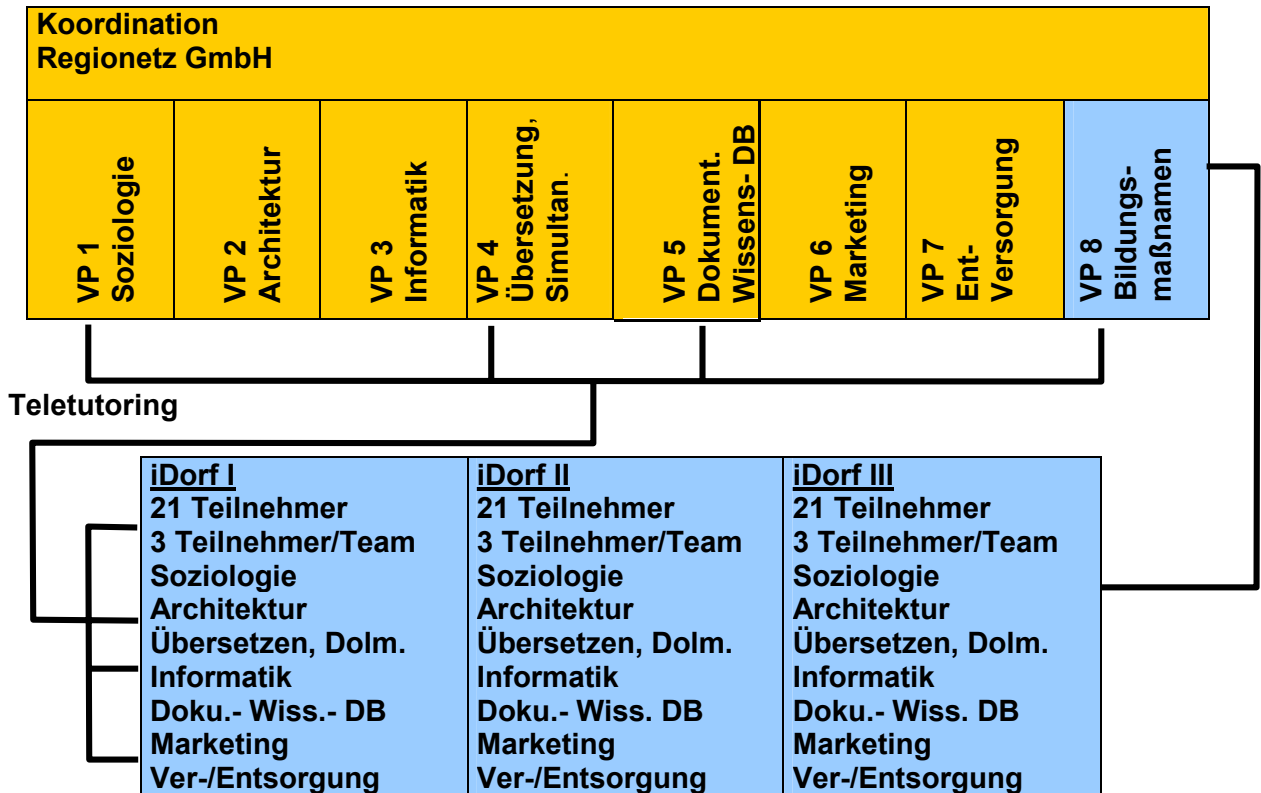 Koordination
Regionetz GmbH
VP 1
Soziologie
VP 2
Architektur
VP 3
Informatik
VP 4
Übersetzung,
Simultan.
VP 5
Dokument.
Wissens- DB
VP 6
Marketing
VP 7
Ent-
Versorgung
VP 8
Bildungs-
maßnamen
Teletutoring
iDorf I
21 Teilnehmer
3 Teilnehmer/Team
Soziologie
Architektur
Übersetzen, Dolm.
Informatik
Doku.- Wiss.- DB
Marketing
Ver-/Entsorgung
iDorf II
21 Teilnehmer
3 Teilnehmer/Team
Soziologie
Architektur
Übersetzen, Dolm.
Informatik
Doku.- Wiss. DB
Marketing
Ver-/Entsorgung
iDorf III
21 Teilnehmer
3 Teilnehmer/Team
Soziologie
Architektur
Übersetzen, Dolm.
Informatik
Doku.- Wiss. DB
Marketing
Ver-/Entsorgung